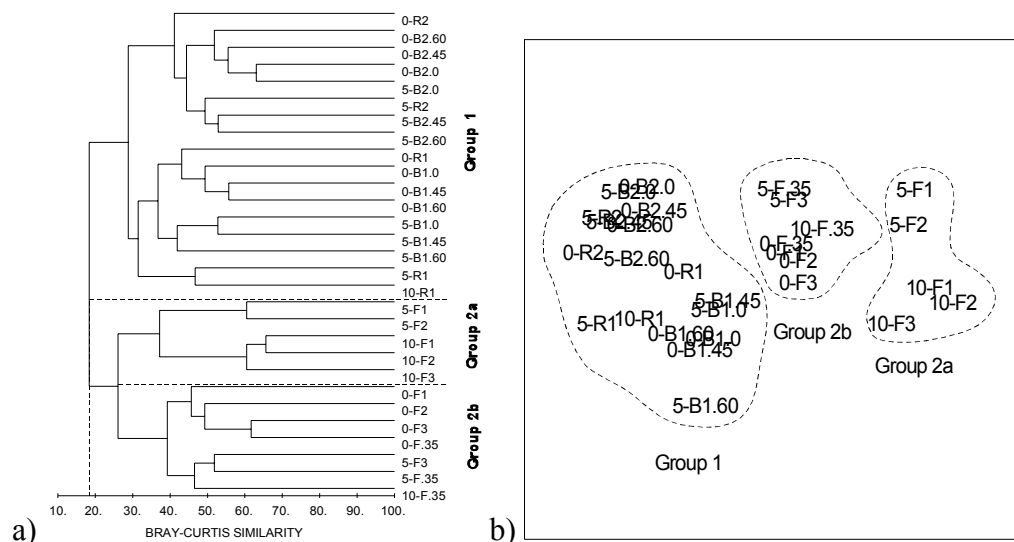 0-R2
0-B2.60
0-B2.45
0-B2.0
5-B2.0
5-R2
5-B2.45
5-B2.60
0-R1
0-B1.0
0-B1.45
0-B1.60
5-B1.0
5-B1.45
5-B1.60
5-R1
10-R1
Group 1
5-F1
5-F2
10-F1
10-F2
10-F3
Group 2a
0-F1
0-F2
0-F3
0-F.35
5-F3
5-F.35
10-F.35
Group 2b
10. 20. 30. 40. 50. 60. 70. 80. 90. 100.
BRAY-CURTIS SIMILARITY
a)
0-B2.0
5-B2.0
0-B2.45
5-R2
5-B2.45
0-R2
5-B2.60
0-R1
5-B1.45
5-B1.0
5-R1
10-R1
0-B1.60
0-B1.0
0-B1.45
5-B1.60
Group 1
5-F.35
5-F3
10-F.35
0-F.35
0-F1
0-F2
0-F3
Group 2b
5-F1
5-F2
10-F1
10-F2
10-F3
Group 2a
b)